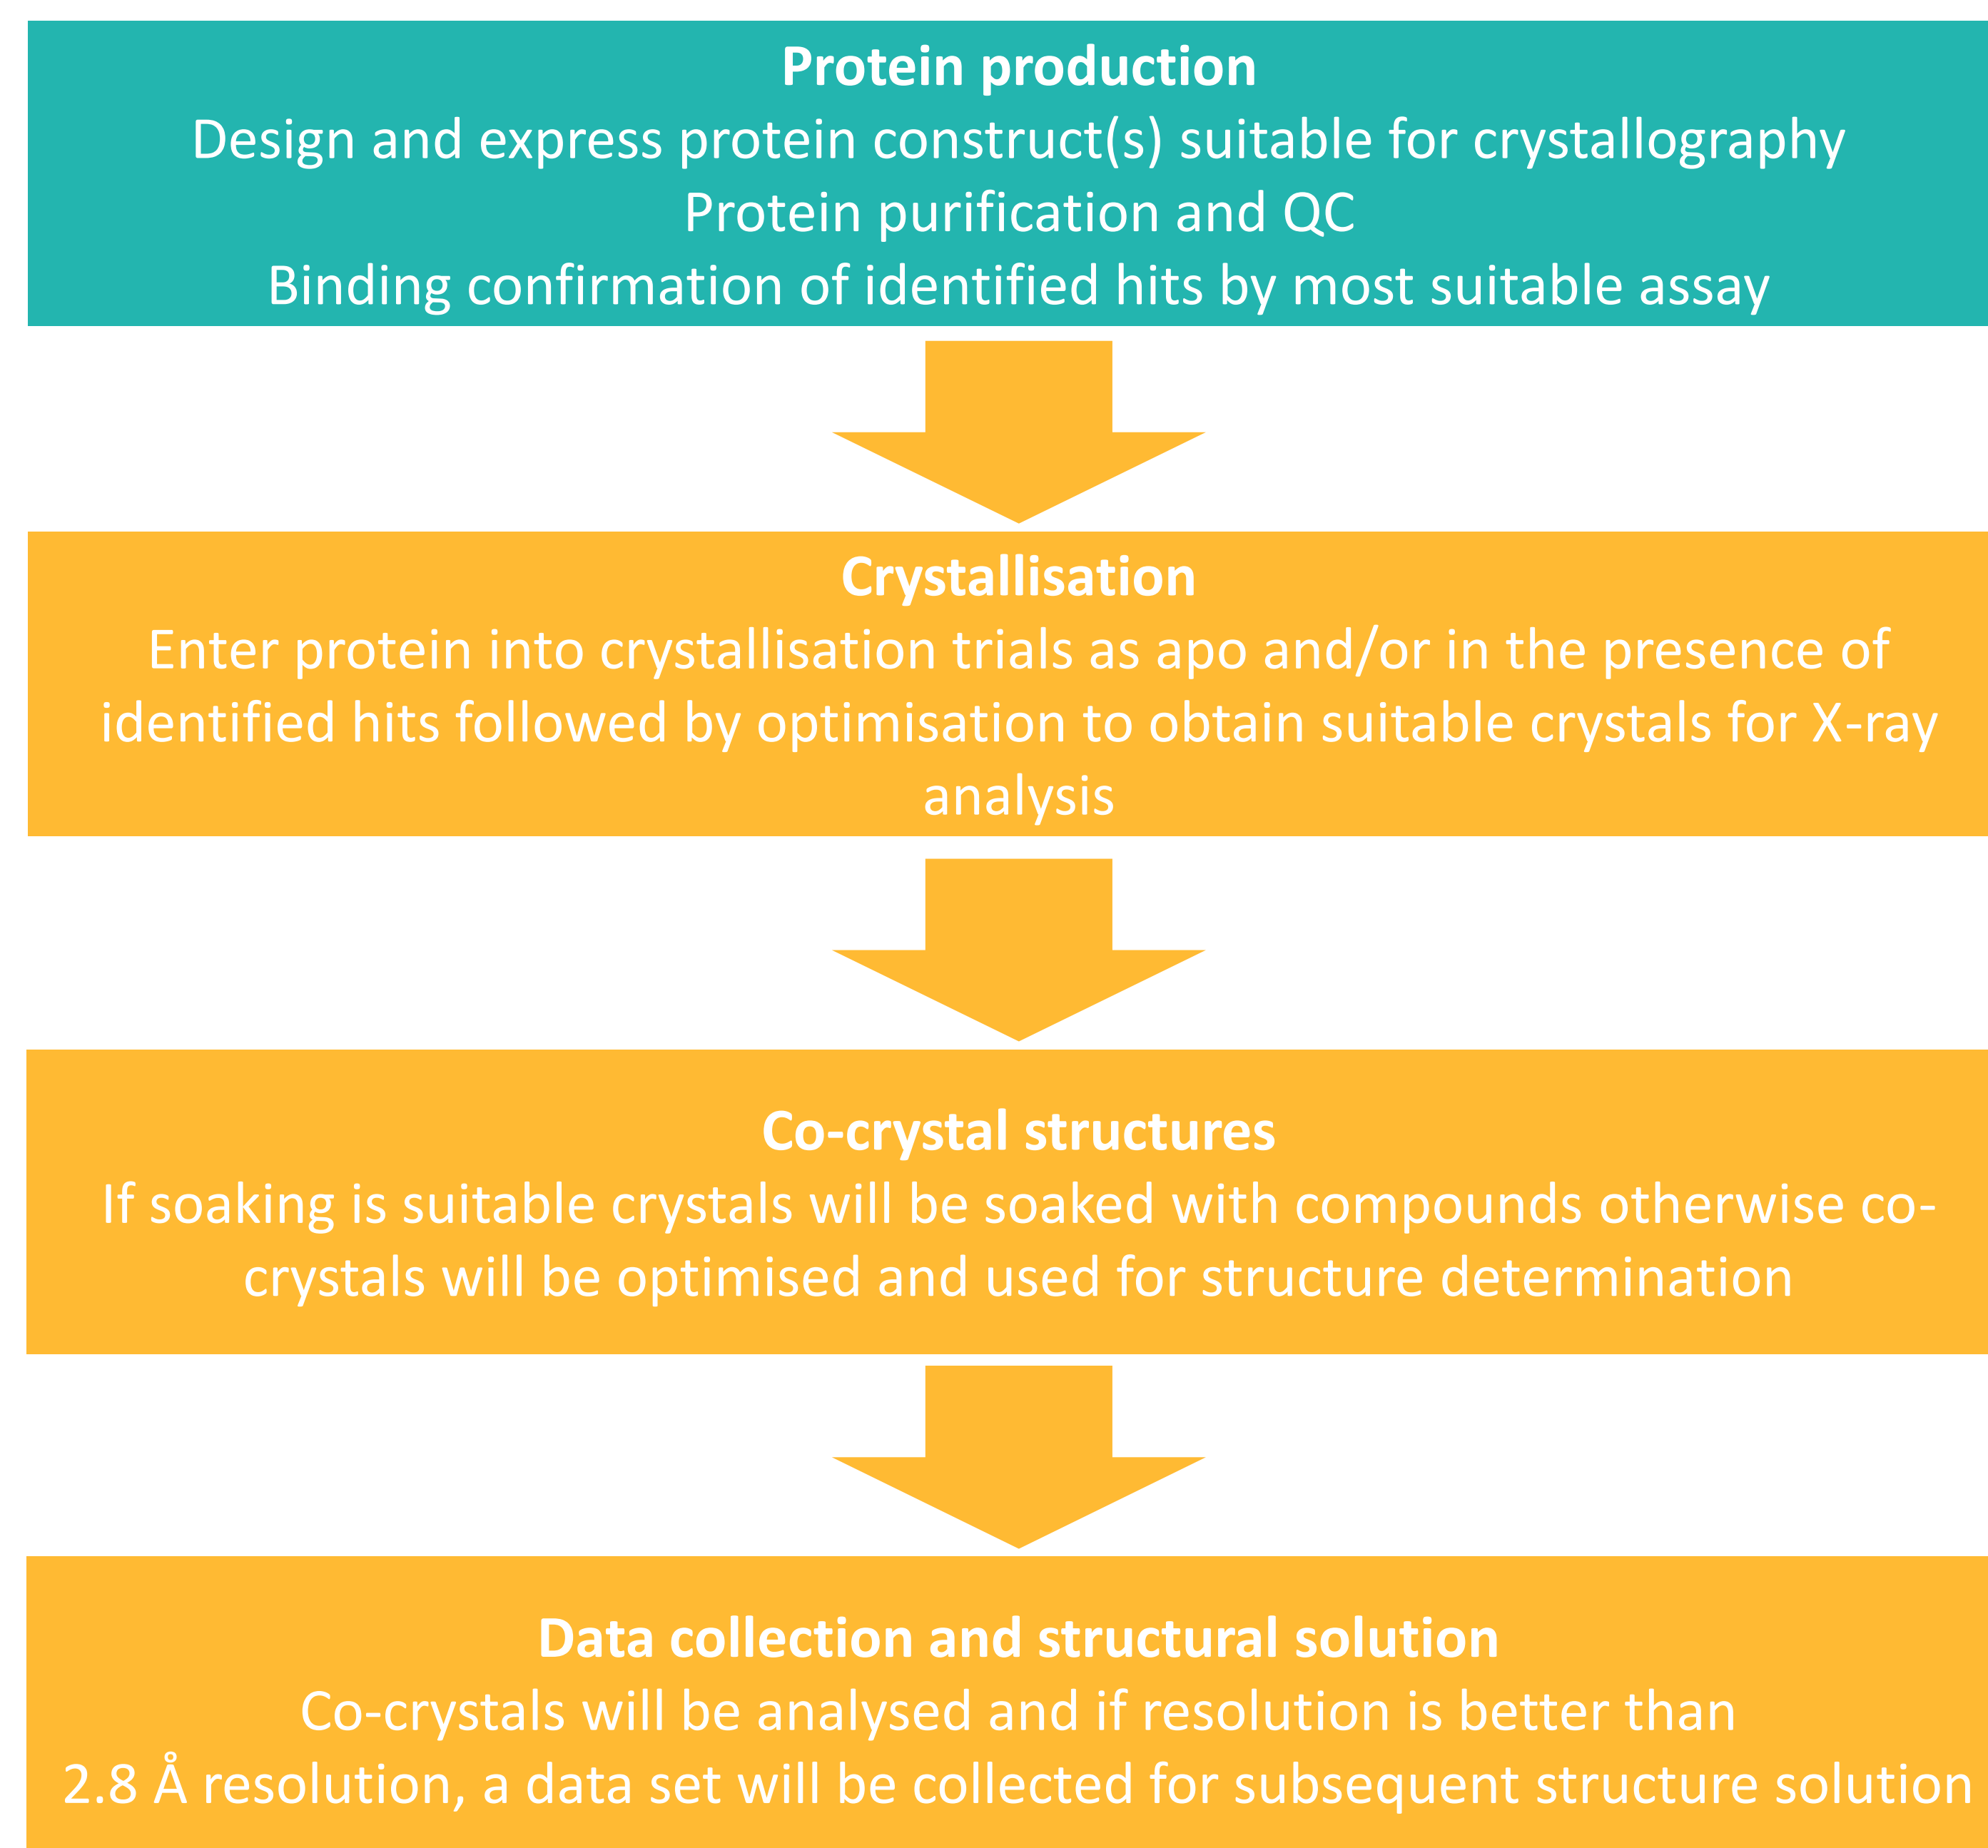 Protein production
Design and express protein construct(s) suitable for crystallography
Protein purification and QC
Binding confirmation of identified hits by most suitable assay
Crystallisation
Enter protein into crystallisation trials as apo and/or in the presence of
identified hits followed by optimisation to obtain suitable crystals for X-ray
analysis
Co-crystal structures
If soaking is suitable crystals will be soaked with compounds otherwise co-
crystals will be optimised and used for structure determination
Data collection and structural solution
Co-crystals will be analysed and if resolution is better than
2.8 Å resolution, a data set will be collected for subsequent structure solution